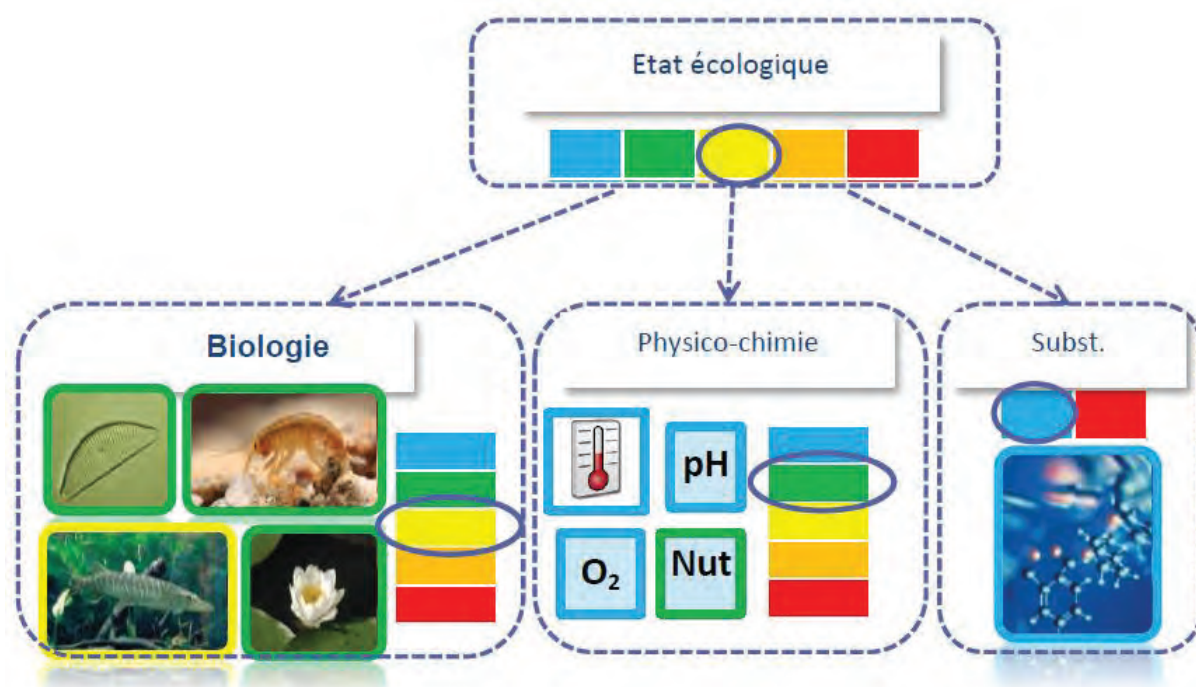 Etat écologique
Biologie
Physico-chimie
Subst.
pH
O₂
Nut